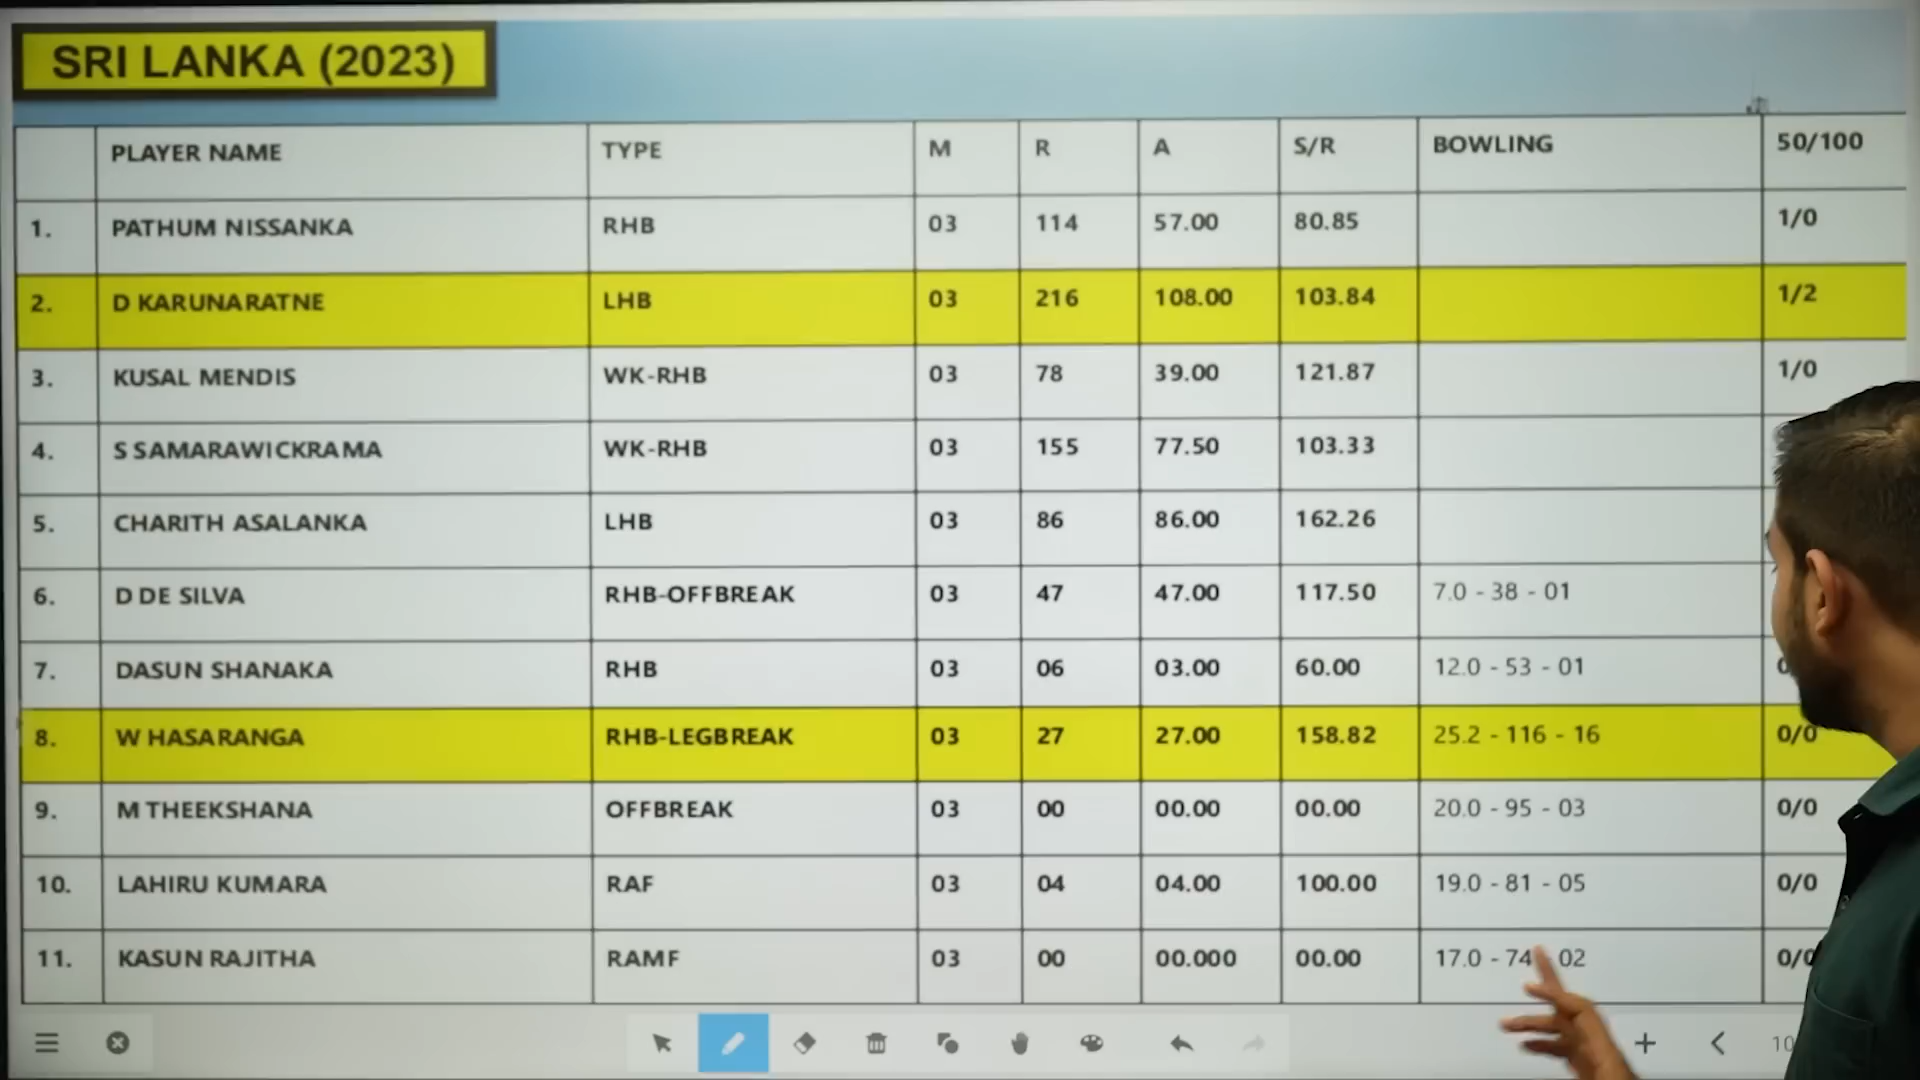 SRI LANKA (2023)
PLAYER NAME TYPE M R A S/R BOWLING 50/100
1. PATHUM NISSANKA RHB 03 114 57.00 80.85 1/0
2. D KARUNARATNE LHB 03 216 108.00 103.84 1/2
3. KUSAL MENDIS WK-RHB 03 78 39.00 121.87 1/0
4. S SAMARAWICKRAMA WK-RHB 03 155 77.50 103.33
5. CHARITH ASALANKA LHB 03 86 86.00 162.26
6. D DE SILVA RHB-OFFBREAK 03 47 47.00 117.50 7.0 - 38 - 01
7. DASUN SHANAKA RHB 03 06 03.00 60.00 12.0 - 53 - 01
8. W HASARANGA RHB-LEGBREAK 03 27 27.00 158.82 25.2 - 116 - 16 0/0
9. M THEEKSHANA OFFBREAK 03 00 00.00 00.00 20.0 - 95 - 03 0/0
10. LAHIRU KUMARA RAF 03 04 04.00 100.00 19.0 - 81 - 05 0/0
11. KASUN RAJITHA RAMF 03 00 00.000 00.00 17.0 - 74 - 02 0/0
10